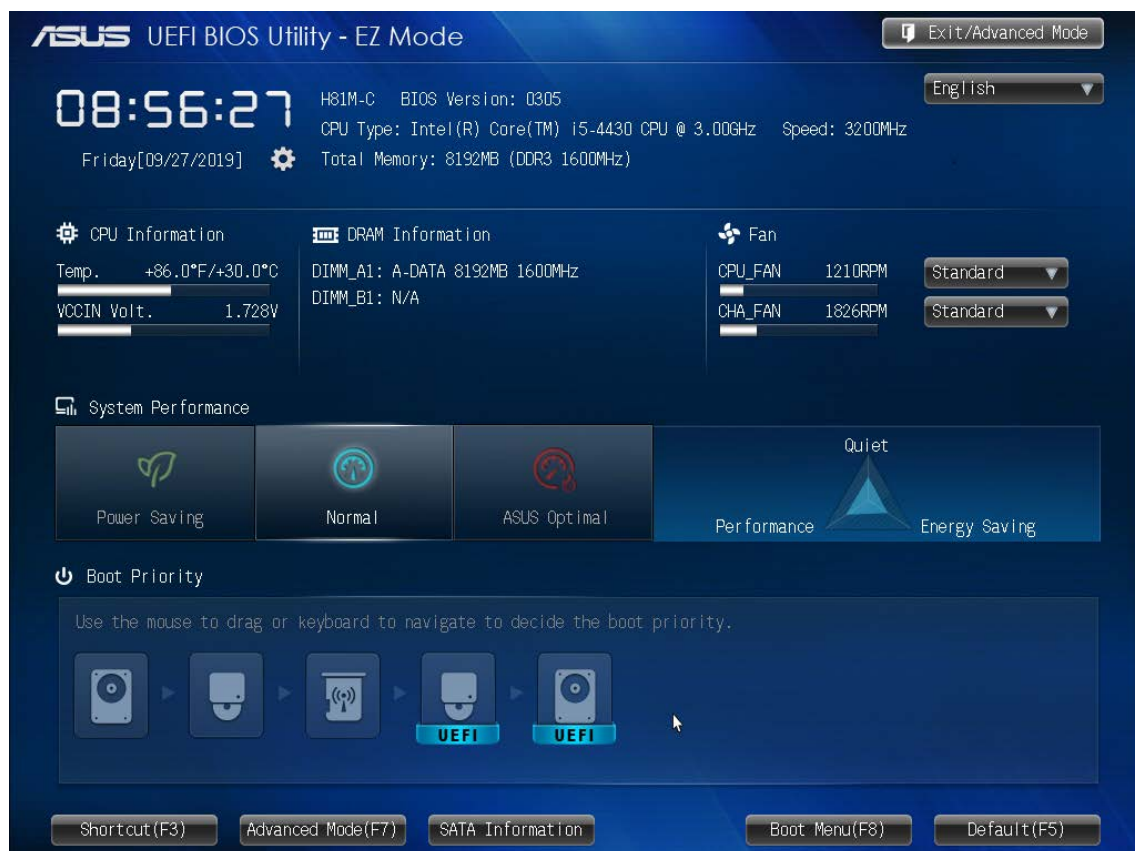 ASUS UEFI BIOS Utility - EZ Mode
Exit/Advanced Mode
08:56:27
Friday[09/27/2019]
H81M-C BIOS Version: 0305
CPU Type: Intel(R) Core(TM) i5-4430 CPU @ 3.00GHz Speed: 3200MHz
Total Memory: 8192MB (DDR3 1600MHz)
English
CPU Information
Temp. +86.0°F/+30.0°C
VCCIN Volt. 1.728V
DRAM Information
DIMM_A1: A-DATA 8192MB 1600MHz
DIMM_B1: N/A
Fan
CPU_FAN 1210RPM Standard
CHA_FAN 1826RPM Standard
System Performance
Power Saving
Normal
ASUS Optimal
Quiet
Performance
Energy Saving
Boot Priority
Use the mouse to drag or keyboard to navigate to decide the boot priority.
UEFI
UEFI
Shortcut(F3)
Advanced Mode(F7)
SATA Information
Boot Menu(F8)
Default(F5)